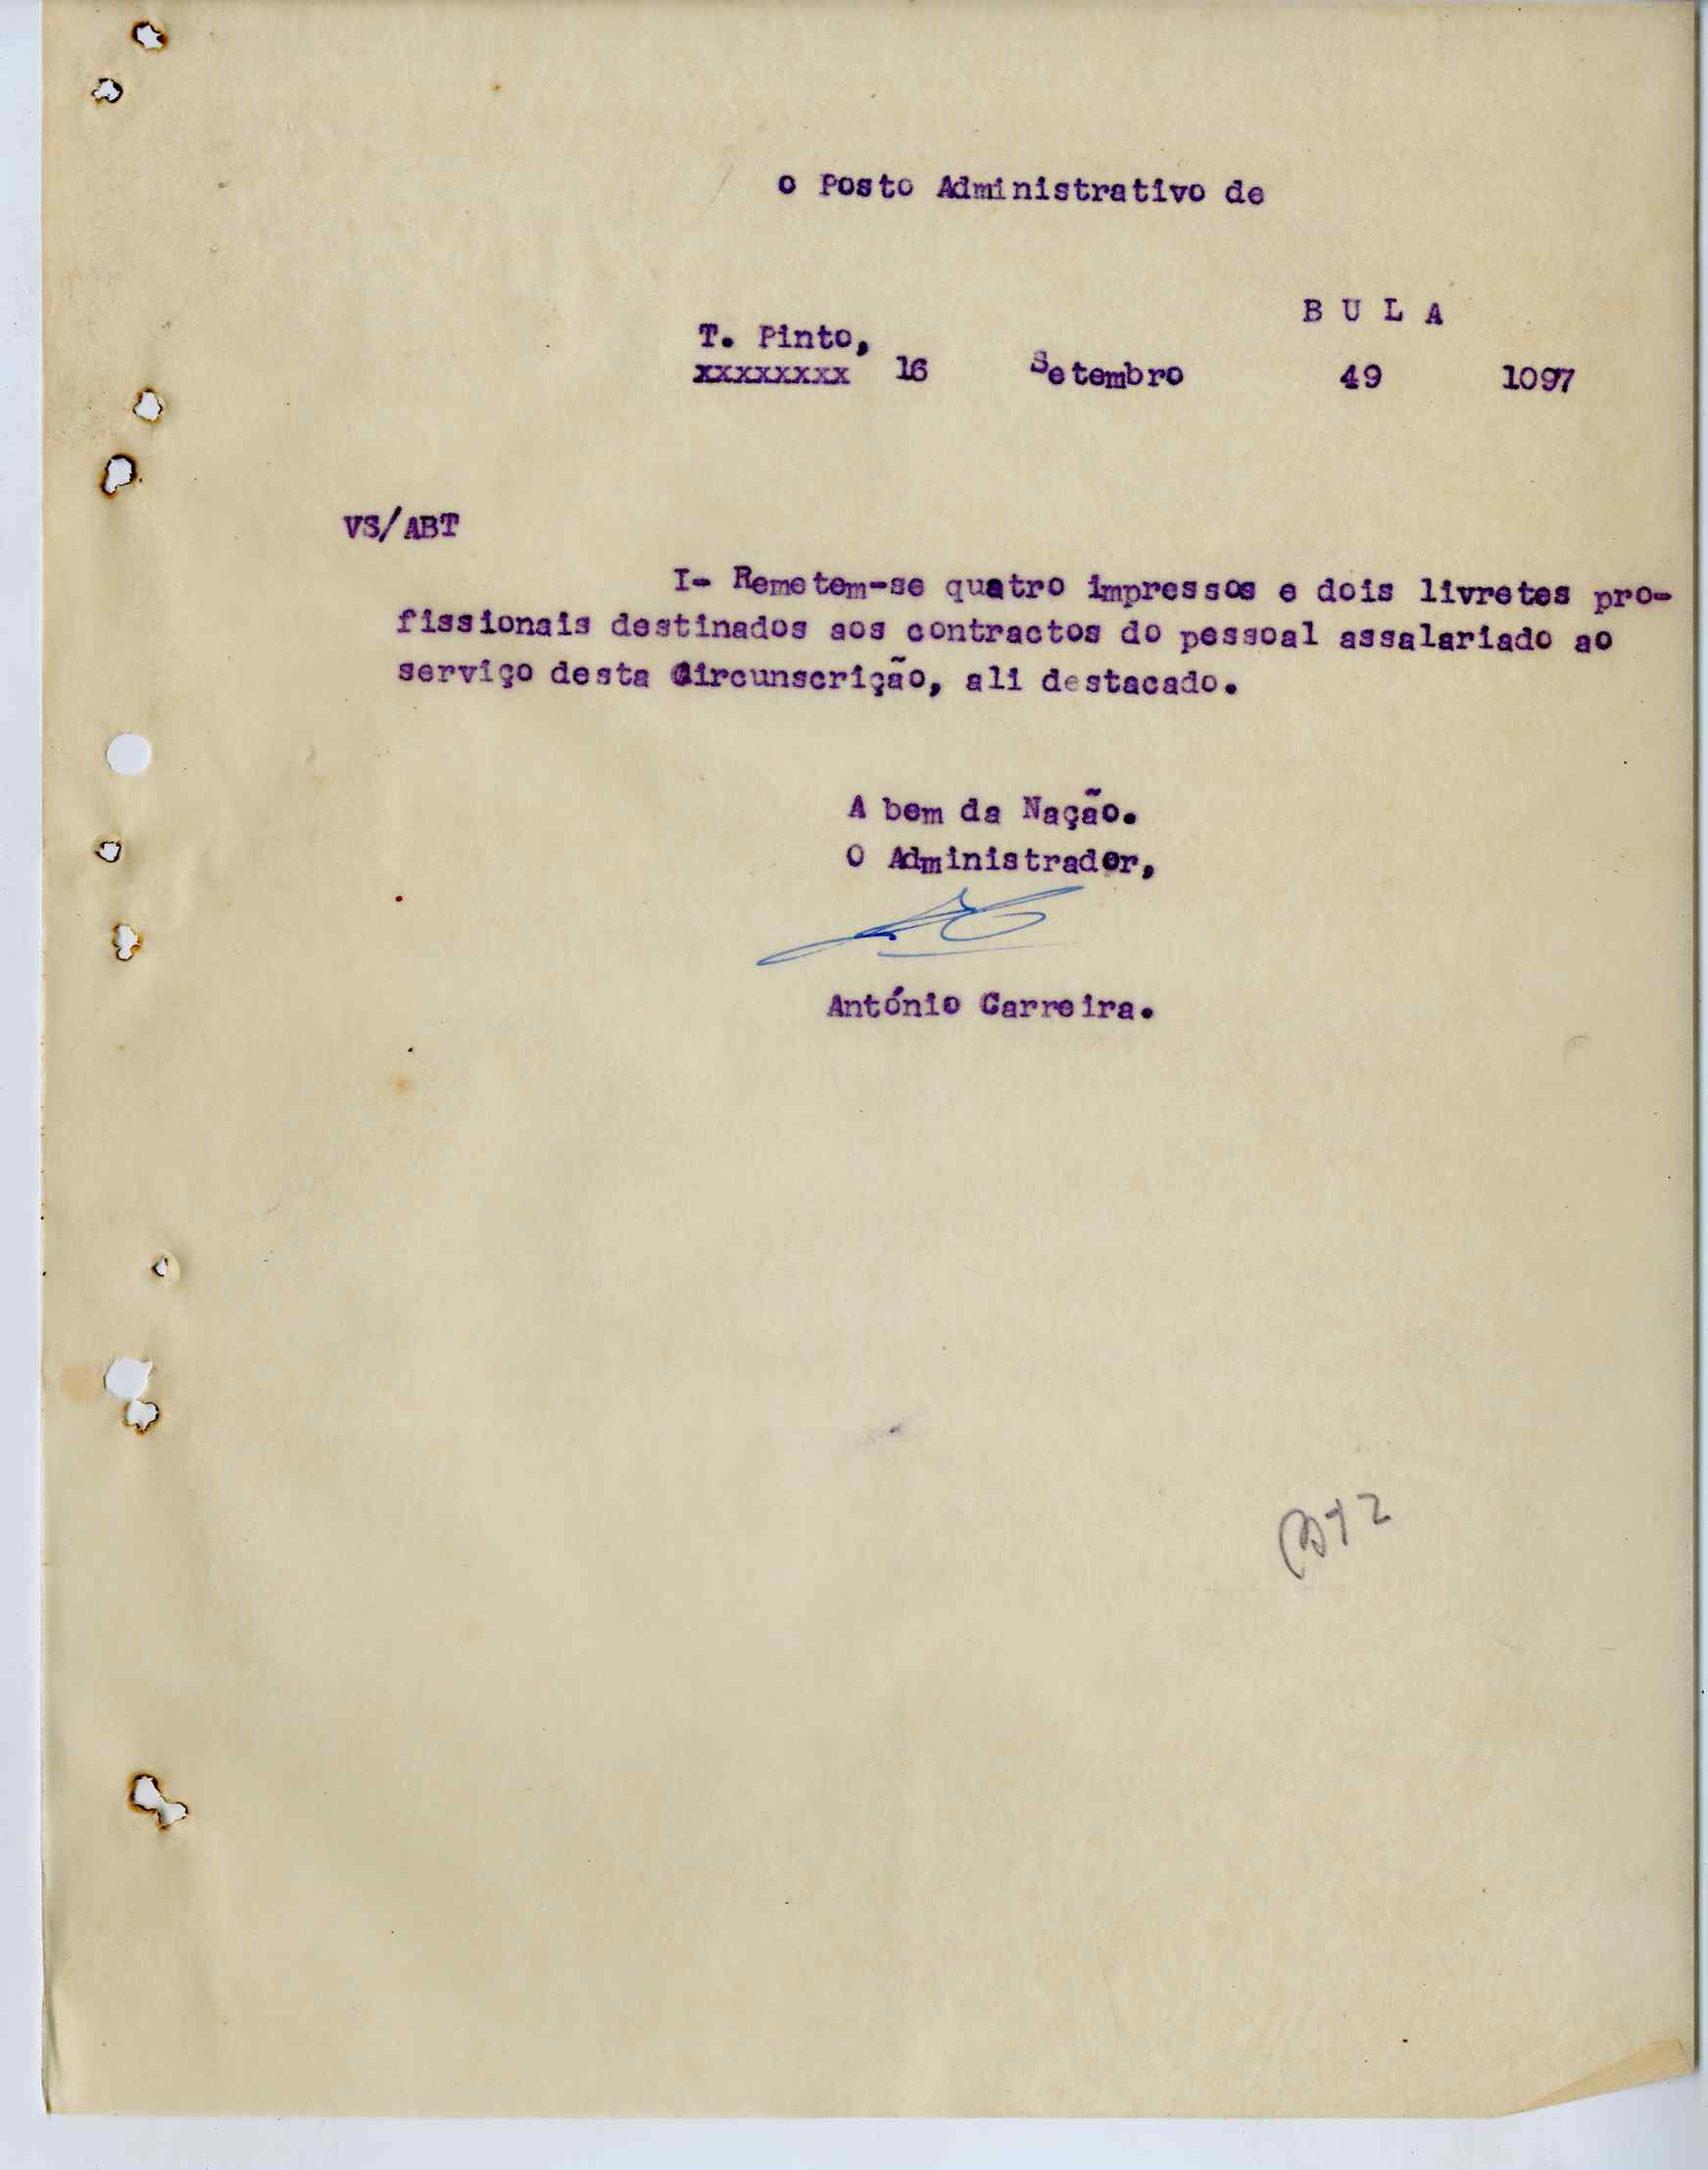 o Posto Administrativo de
B U L A
T. Pinto,
xxxxxxxx 16 Setembro 49 1097
VS/ABT
I- Remetem-se quatro impressos e dois livretes pro-
fissionais destinados aos contractos do pessoal assalariado ao
serviço desta Circunscrição, ali destacado.
A bem da Nação.
O Administrador,
António Carreira.